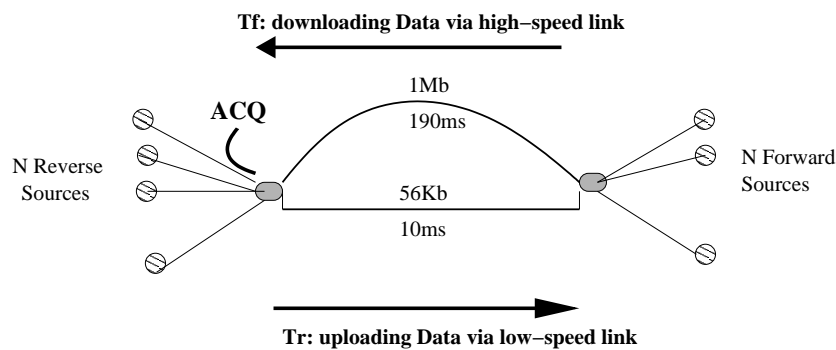 Tf: downloading Data via high−speed link
1Mb
ACQ
190ms
N Reverse
Sources
N Forward
Sources
56Kb
10ms
Tr: uploading Data via low−speed link